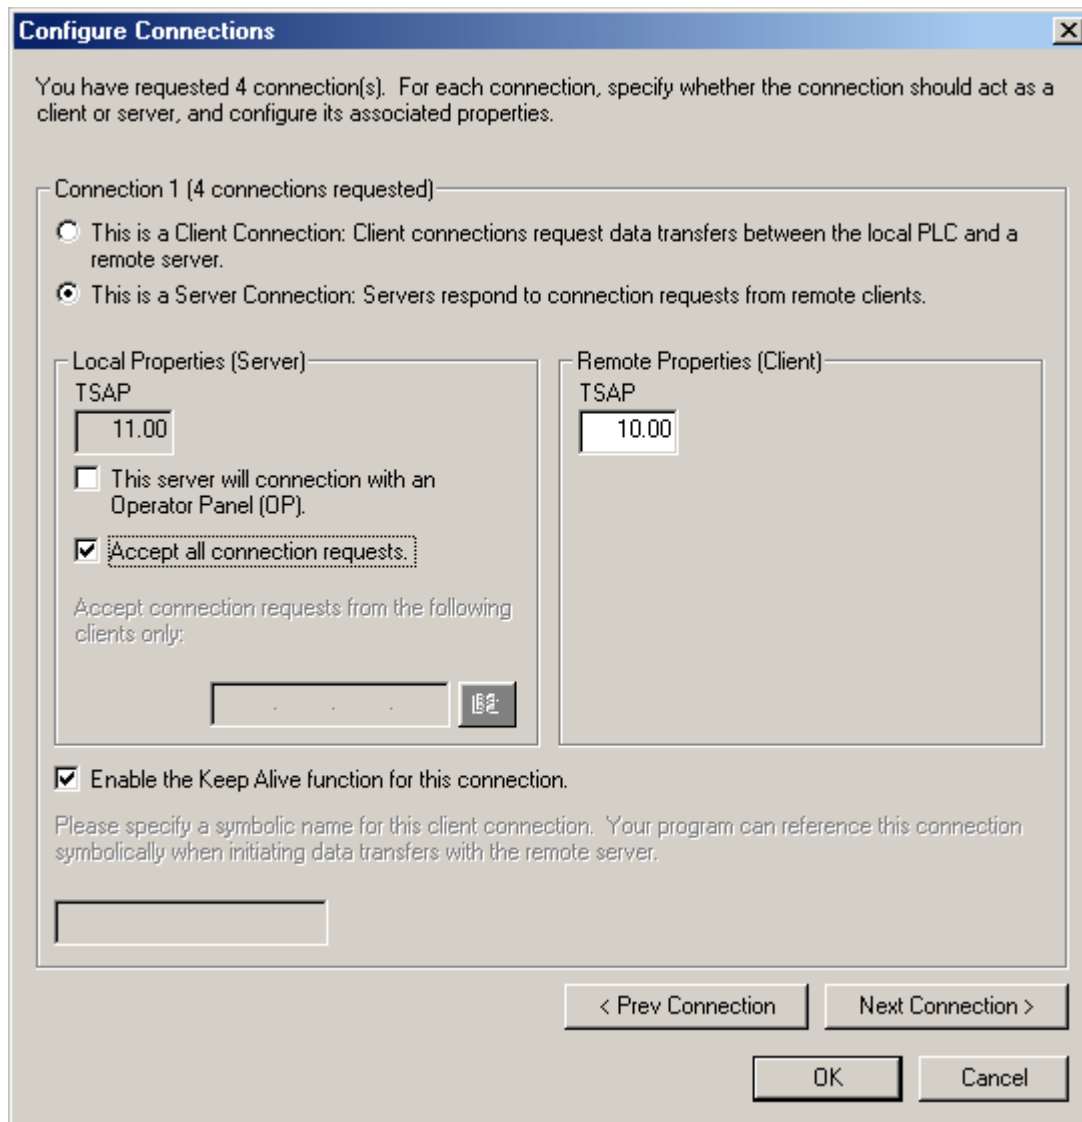 Configure Connections
You have requested 4 connection(s). For each connection, specify whether the connection should act as a
client or server, and configure its associated properties.
Connection 1 (4 connections requested)
This is a Client Connection: Client connections request data transfers between the local PLC and a
remote server.
This is a Server Connection: Servers respond to connection requests from remote clients.
Local Properties (Server)
TSAP
11.00
This server will connection with an
Operator Panel (OP).
Accept all connection requests.
Accept connection requests from the following
clients only:
. . .
Remote Properties (Client)
TSAP
10.00
Enable the Keep Alive function for this connection.
Please specify a symbolic name for this client connection. Your program can reference this connection
symbolically when initiating data transfers with the remote server.
< Prev Connection
Next Connection >
OK
Cancel